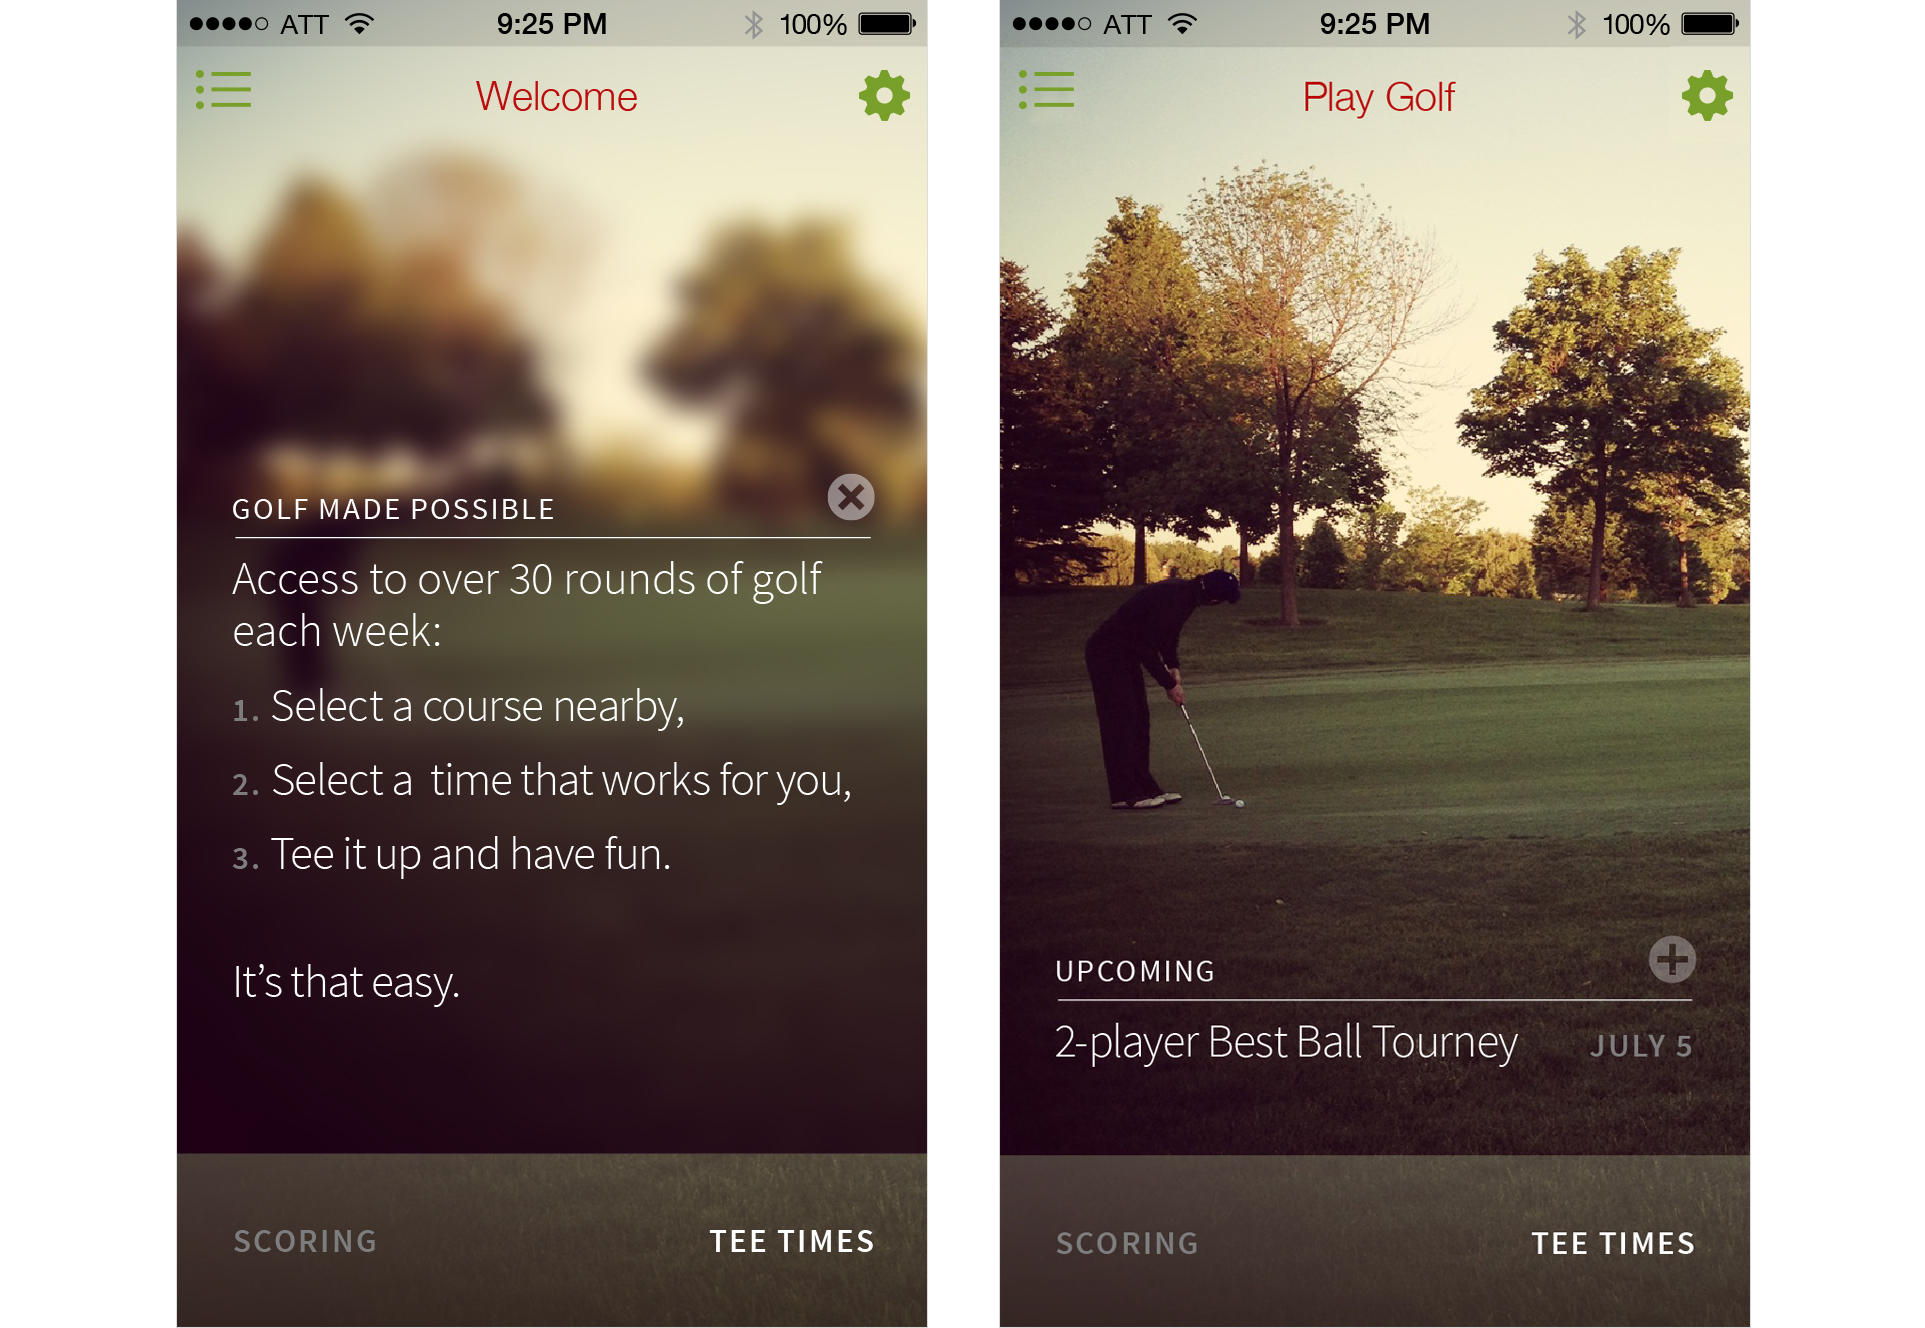 ATT 9:25 PM 100%
Welcome
GOLF MADE POSSIBLE
Access to over 30 rounds of golf
each week:
1. Select a course nearby,
2. Select a  time that works for you,
3. Tee it up and have fun.
It’s that easy.
SCORING TEE TIMES
ATT 9:25 PM 100%
Play Golf
UPCOMING
2-player Best Ball Tourney JULY 5
SCORING TEE TIMES